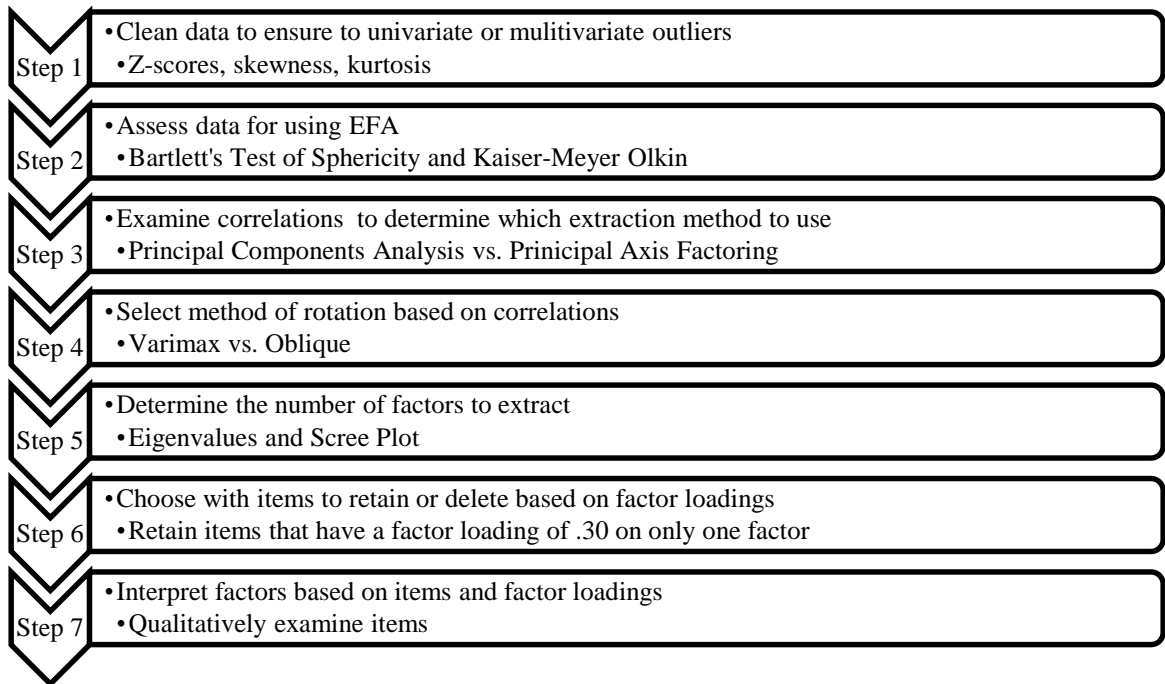 Step 1
•Clean data to ensure to univariate or mulitivariate outliers
•Z-scores, skewness, kurtosis
Step 2
•Assess data for using EFA
•Bartlett's Test of Sphericity and Kaiser-Meyer Olkin
Step 3
•Examine correlations to determine which extraction method to use
•Principal Components Analysis vs. Prinicipal Axis Factoring
Step 4
•Select method of rotation based on correlations
•Varimax vs. Oblique
Step 5
•Determine the number of factors to extract
•Eigenvalues and Scree Plot
Step 6
•Choose with items to retain or delete based on factor loadings
•Retain items that have a factor loading of .30 on only one factor
Step 7
•Interpret factors based on items and factor loadings
•Qualitatively examine items